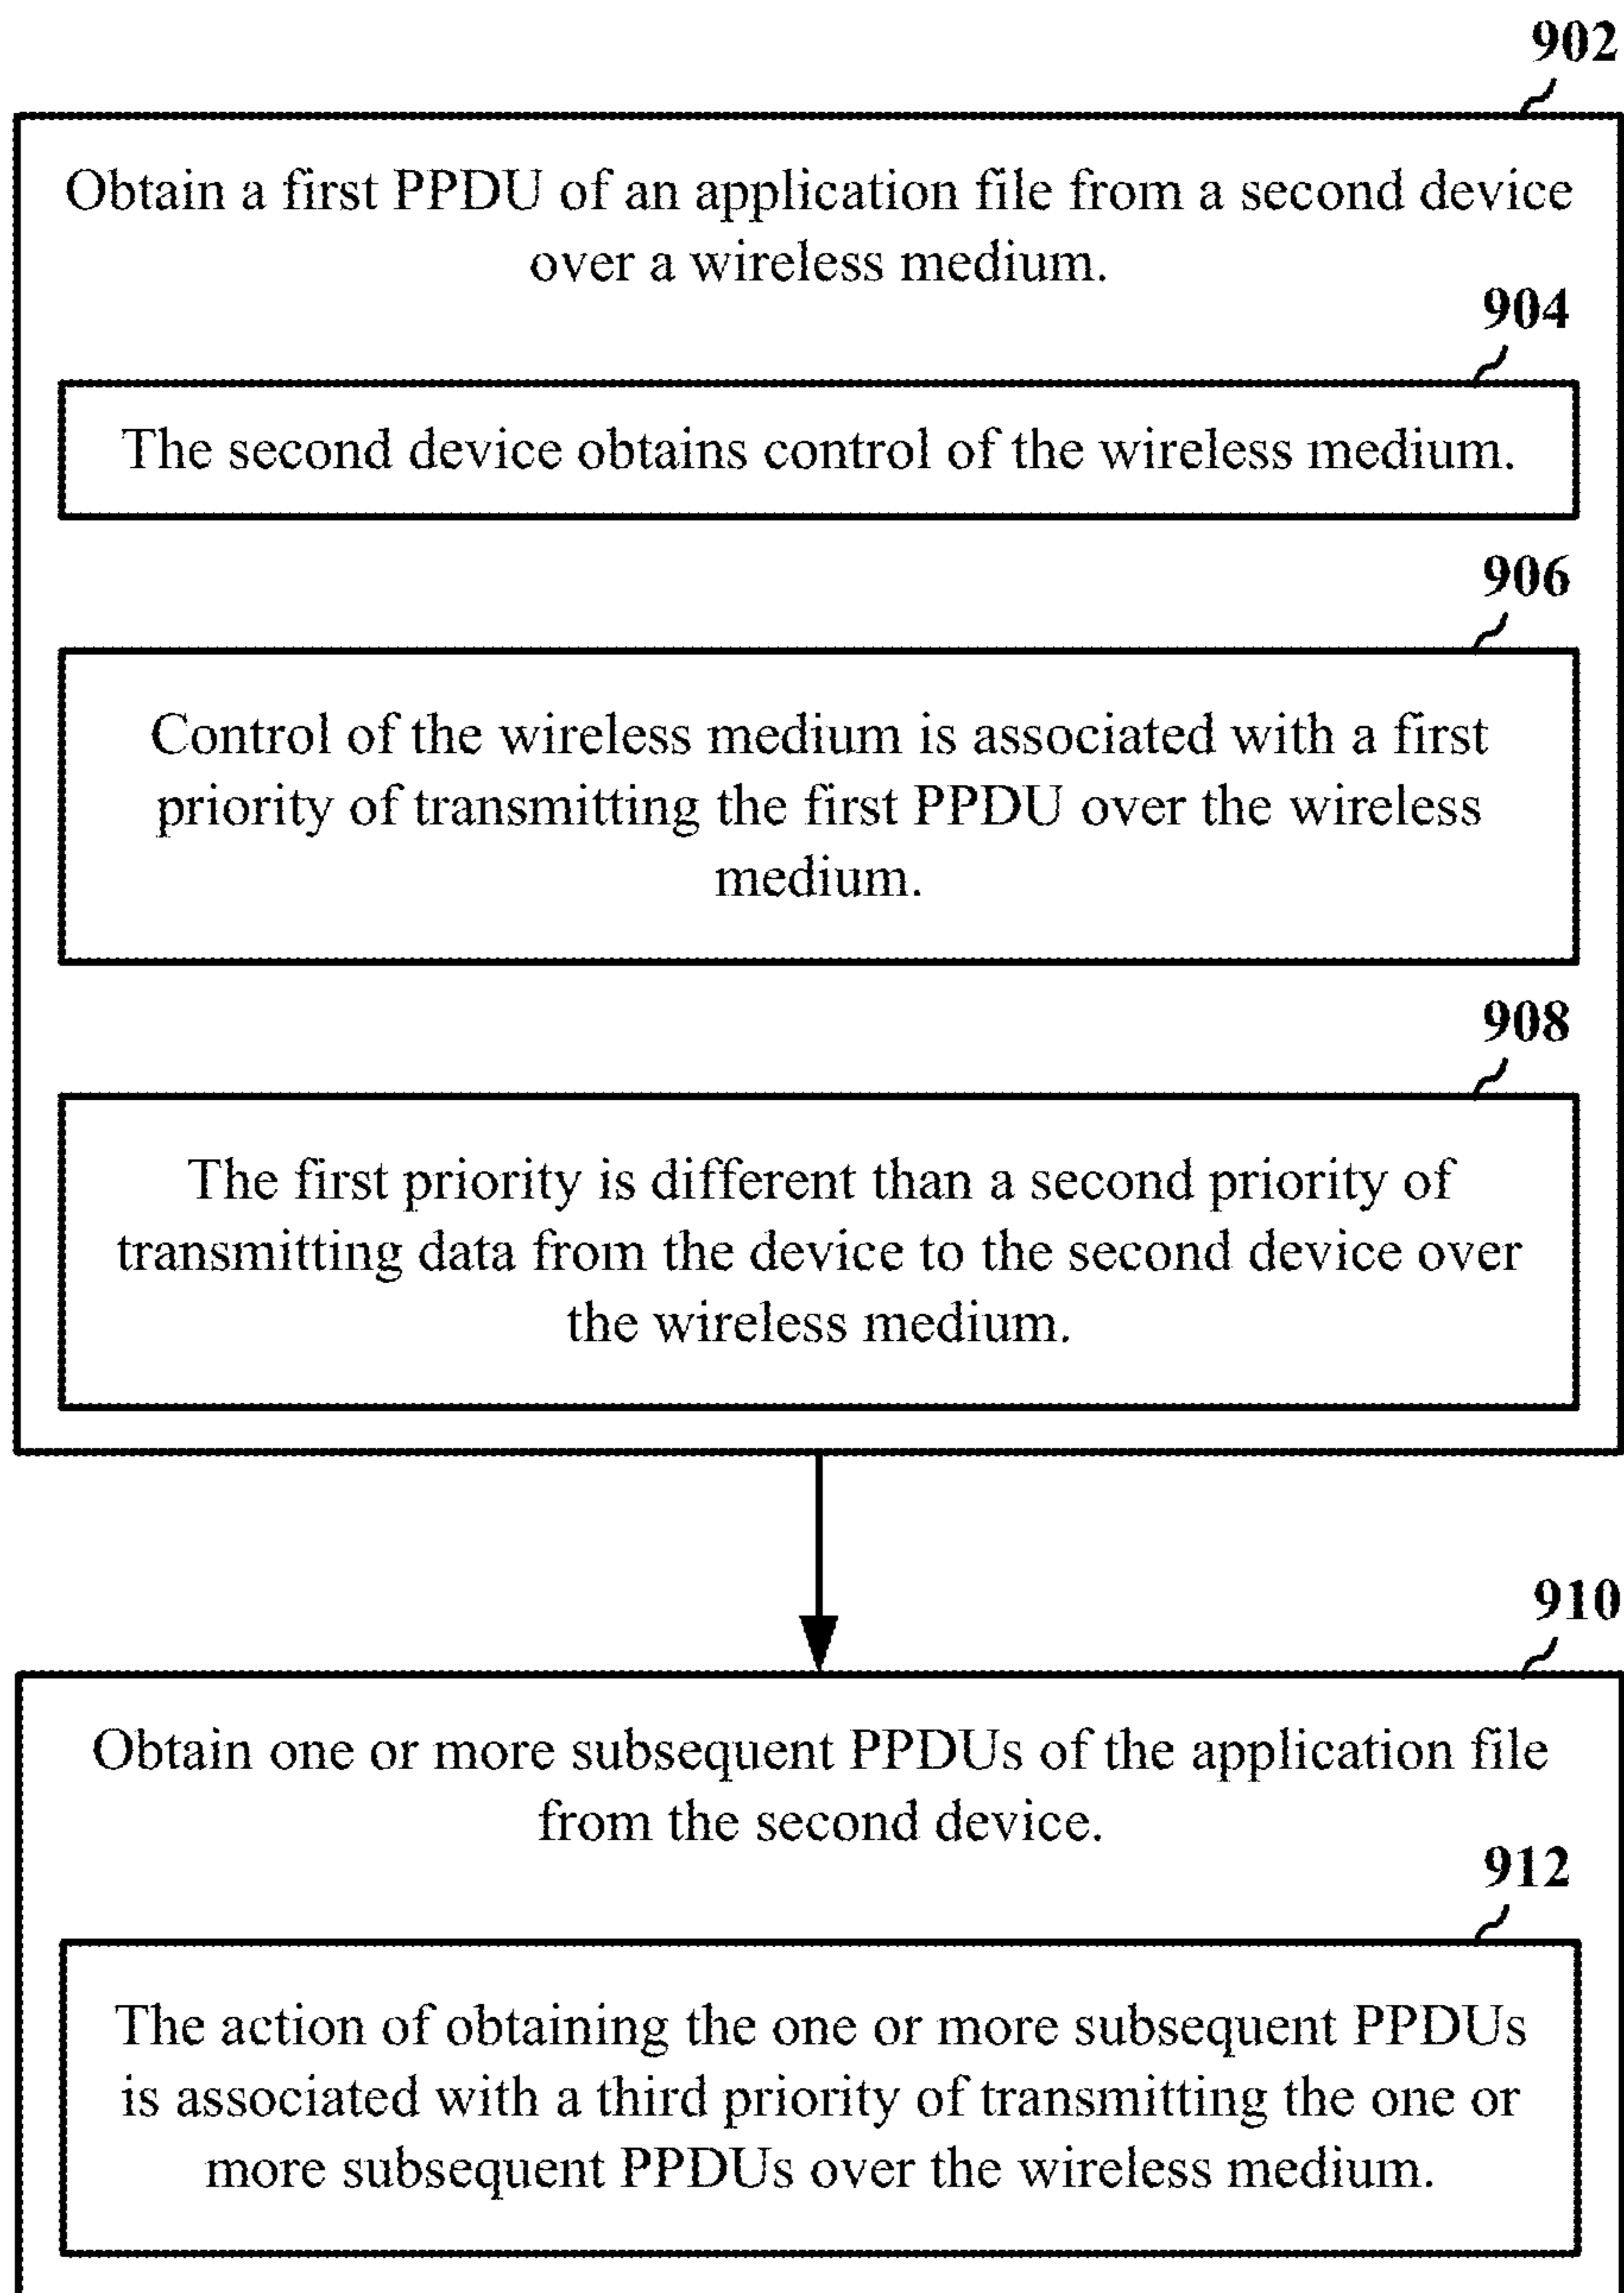 902
Obtain a first PPDU of an application file from a second device
over a wireless medium.
904
The second device obtains control of the wireless medium.
906
Control of the wireless medium is associated with a first
priority of transmitting the first PPDU over the wireless
medium.
908
The first priority is different than a second priority of
transmitting data from the device to the second device over
the wireless medium.
910
Obtain one or more subsequent PPDUs of the application file
from the second device.
912
The action of obtaining the one or more subsequent PPDUs
is associated with a third priority of transmitting the one or
more subsequent PPDUs over the wireless medium.